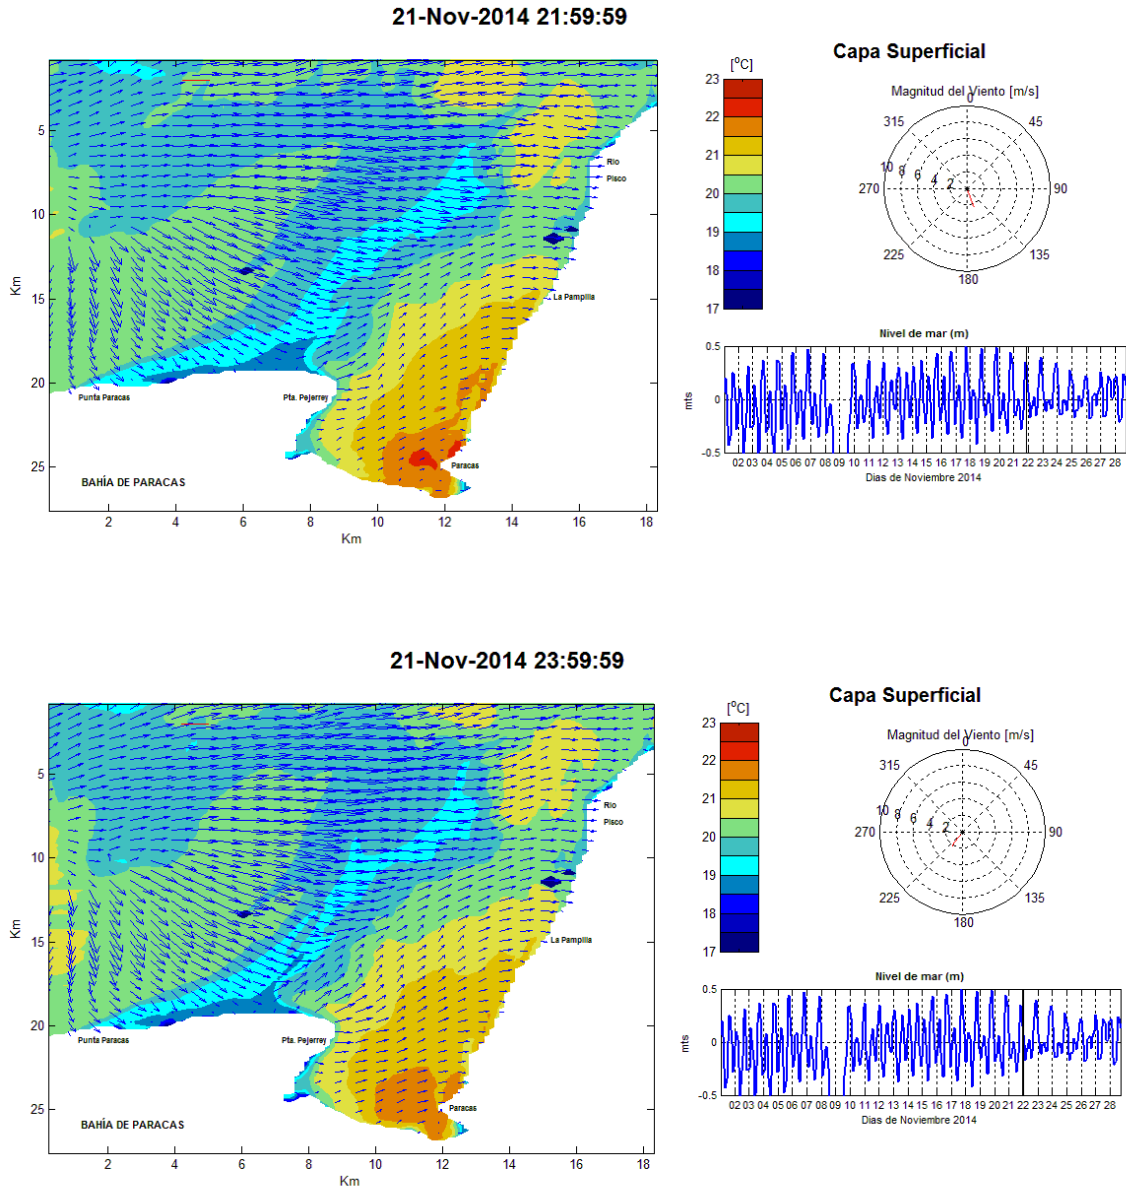 21-Nov-2014 21:59:59
Capa Superficial
[°C]
23
22
21
20
19
18
17
Magnitud del Viento [m/s]
0
45
90
135
180
225
270
315
10
8
6
4
2
5
10
15
20
25
Km
Rio
Pisco
La Pampilla
Punta Paracas
Pta. Pejerrey
Paracas
BAHÍA DE PARACAS
2 4 6 8 10 12 14 16 18
Km
Nivel de mar (m)
0.5
0
-0.5
mts
02 03 04 05 06 07 08 09 10 11 12 13 14 15 16 17 18 19 20 21 22 23 24 25 26 27 28
Dias de Noviembre 2014
21-Nov-2014 23:59:59
Capa Superficial
[°C]
23
22
21
20
19
18
17
Magnitud del Viento [m/s]
0
45
90
135
180
225
270
315
10
8
6
4
2
5
10
15
20
25
Km
Rio
Pisco
La Pampilla
Punta Paracas
Pta. Pejerrey
Paracas
BAHÍA DE PARACAS
2 4 6 8 10 12 14 16 18
Km
Nivel de mar (m)
0.5
0
-0.5
mts
02 03 04 05 06 07 08 09 10 11 12 13 14 15 16 17 18 19 20 21 22 23 24 25 26 27 28
Dias de Noviembre 2014